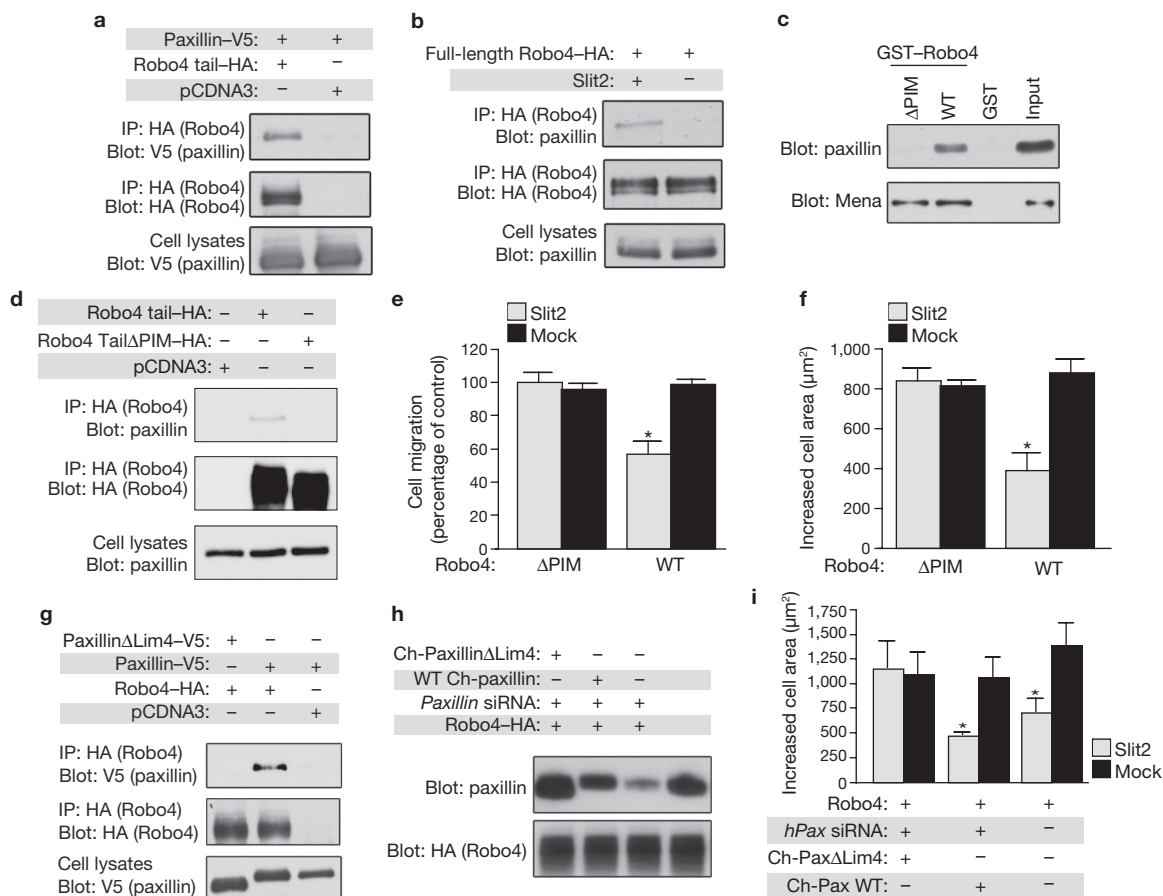 a
Paxillin–V5: + +
Robo4 tail–HA: + –
pCDNA3: – +
IP: HA (Robo4)
Blot: V5 (paxillin)
IP: HA (Robo4)
Blot: HA (Robo4)
Cell lysates
Blot: V5 (paxillin)
b
Full-length Robo4–HA: + +
Slit2: + –
IP: HA (Robo4)
Blot: paxillin
IP: HA (Robo4)
Blot: HA (Robo4)
Cell lysates
Blot: paxillin
c
GST–Robo4
ΔPIM WT GST Input
Blot: paxillin
Blot: Mena
d
Robo4 tail–HA: – + –
Robo4 TailΔPIM–HA: – – +
pCDNA3: + – –
IP: HA (Robo4)
Blot: paxillin
IP: HA (Robo4)
Blot: HA (Robo4)
Cell lysates
Blot: paxillin
e
Slit2
Mock
Cell migration
(percentage of control)
120
100
80
60
40
20
0
*
Robo4: ΔPIM WT
f
Slit2
Mock
Increased cell area (µm²)
1,000
800
600
400
200
0
*
Robo4: ΔPIM WT
g
PaxillinΔLim4–V5: + – –
Paxillin–V5: – + +
Robo4–HA: + + –
pCDNA3: – – +
IP: HA (Robo4)
Blot: V5 (paxillin)
IP: HA (Robo4)
Blot: HA (Robo4)
Cell lysates
Blot: V5 (paxillin)
h
Ch-PaxillinΔLim4: + – –
WT Ch-paxillin: – + –
Paxillin siRNA: + + +
Robo4–HA: + + +
Blot: paxillin
Blot: HA (Robo4)
i
Increased cell area (µm²)
1,750
1,500
1,250
1,000
750
500
250
0
* *
Slit2
Mock
Robo4: + + +
hPax siRNA: + + –
Ch-PaxΔLim4: + – –
Ch-Pax WT: – + –